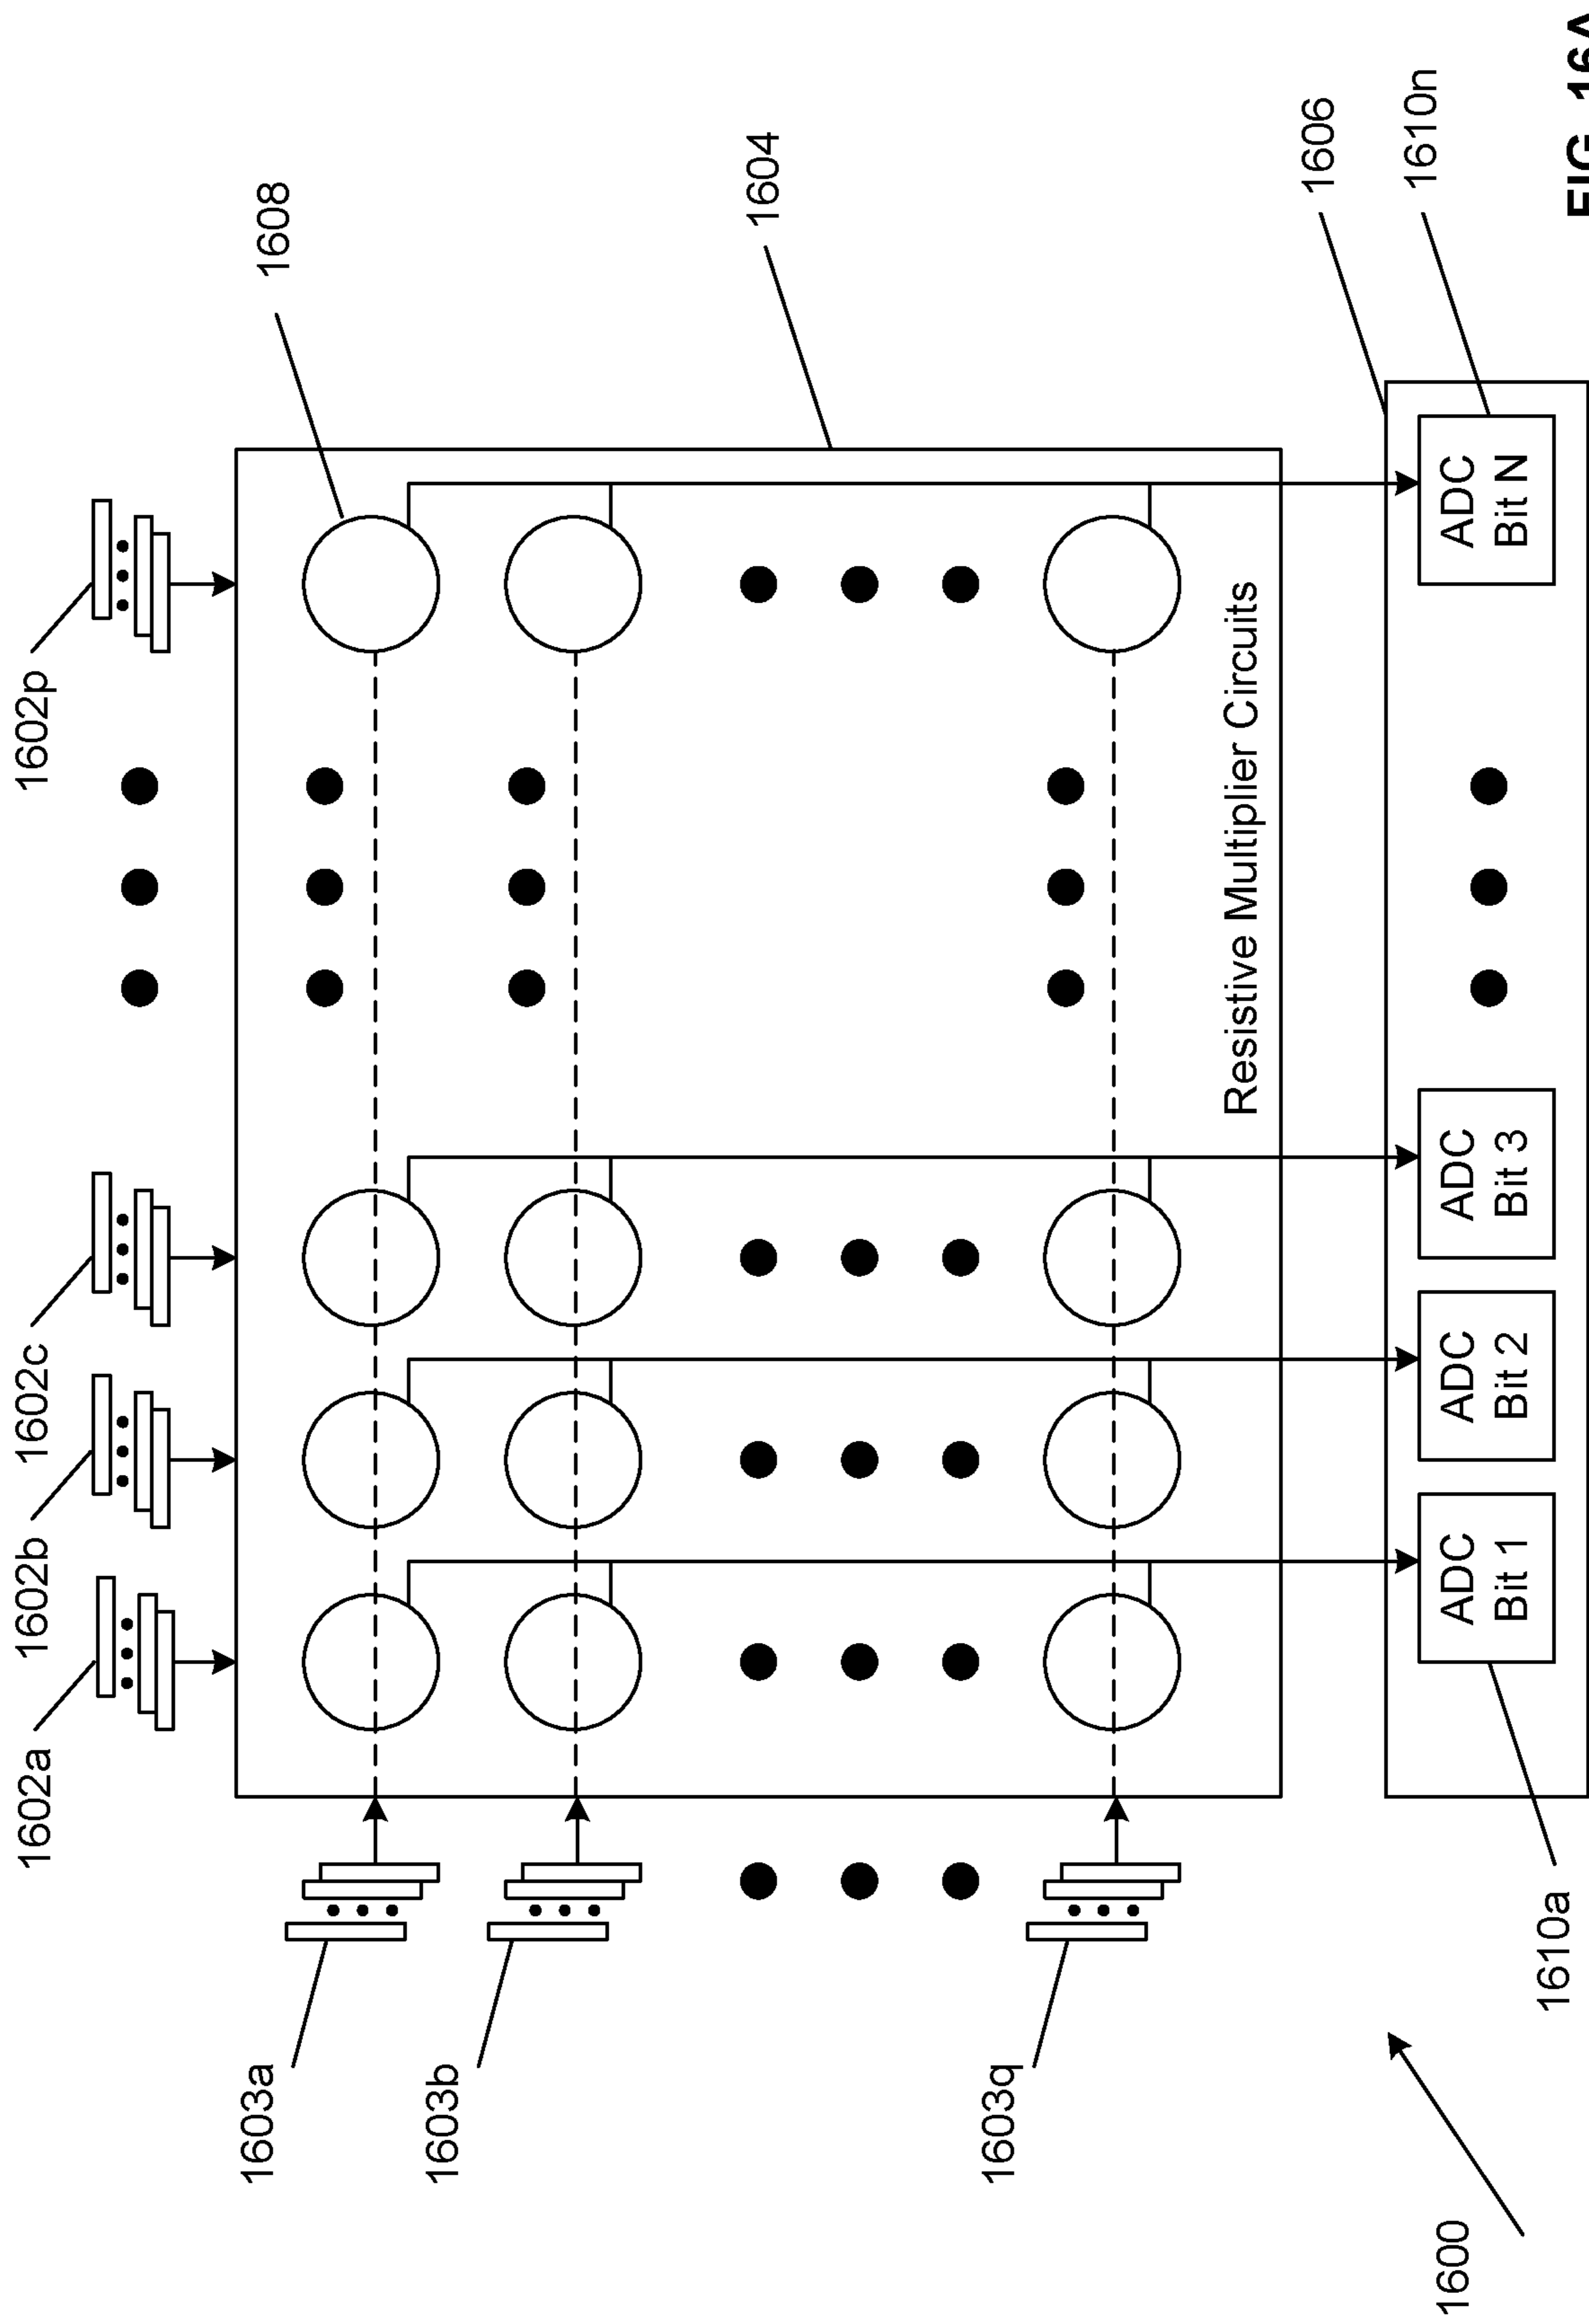 1602a
1602b
1602c
1602p
1603a
1608
1603b
1604
1603q
Resistive Multiplier Circuits
1606
1610n
1600
ADC
Bit 1
ADC
Bit 2
ADC
Bit 3
ADC
Bit N
1610a
FIG. 16A